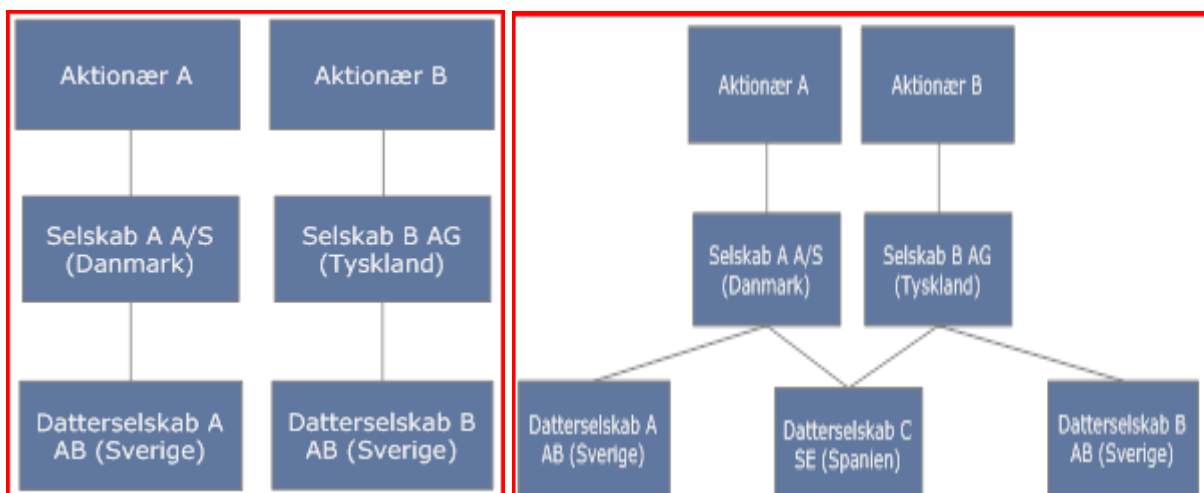 Aktionær A
Aktionær B
Selskab A A/S
(Danmark)
Selskab B AG
(Tyskland)
Datterselskab A
AB (Sverige)
Datterselskab B
AB (Sverige)
Aktionær A
Aktionær B
Selskab A A/S
(Danmark)
Selskab B AG
(Tyskland)
Datterselskab A
AB (Sverige)
Datterselskab C
SE (Spanien)
Datterselskab B
AB (Sverige)